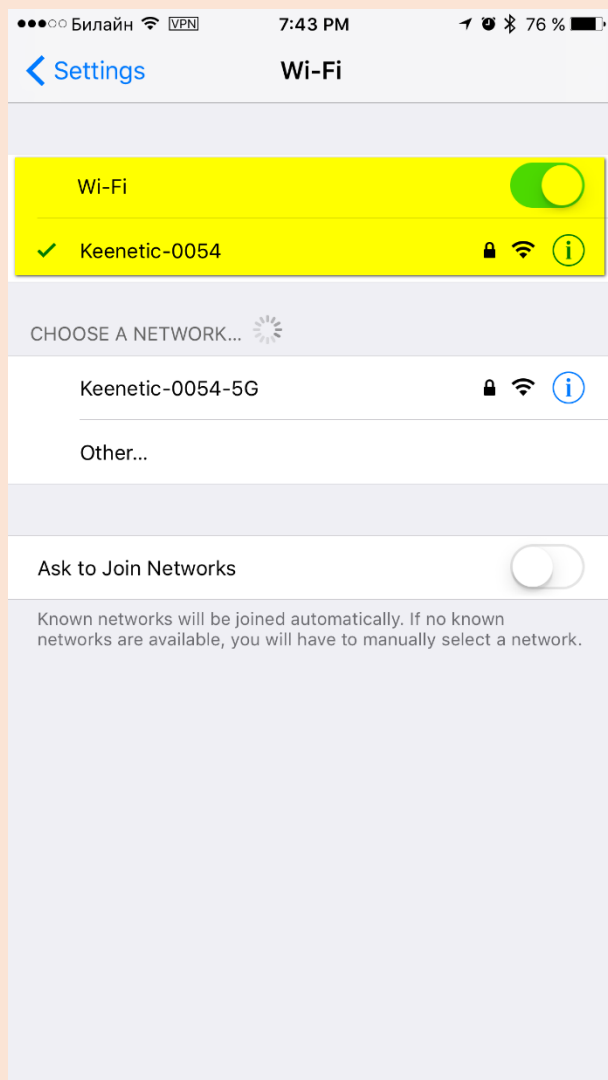 Билайн VPN 7:43 PM 76 %
Settings Wi-Fi
Wi-Fi
Keenetic-0054
CHOOSE A NETWORK...
Keenetic-0054-5G
Other...
Ask to Join Networks
Known networks will be joined automatically. If no known
networks are available, you will have to manually select a network.